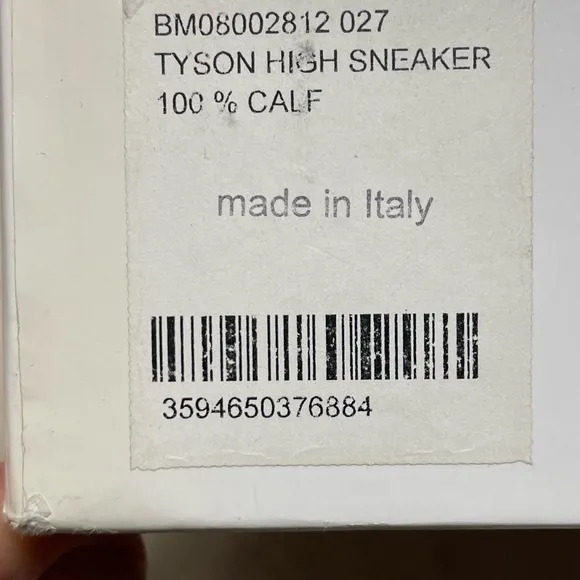 BM08002812 027
TYSON HIGH SNEAKER
100 % CALF
made in Italy
3594650376884